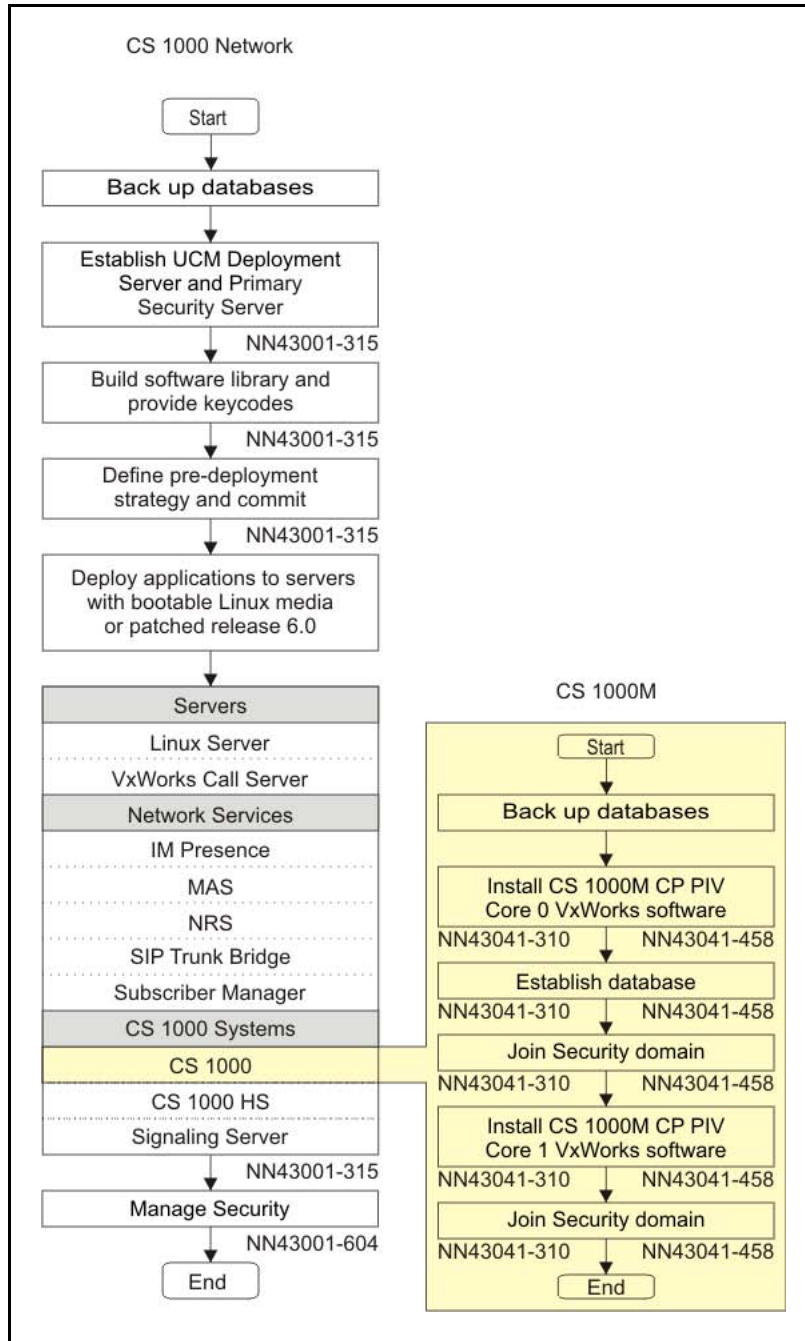 CS 1000 Network
Start
Back up databases
Establish UCM Deployment
Server and Primary
Security Server
NN43001-315
Build software library and
provide keycodes
NN43001-315
Define pre-deployment
strategy and commit
NN43001-315
Deploy applications to servers
with bootable Linux media
or patched release 6.0
Servers
Linux Server
VxWorks Call Server
Network Services
IM Presence
MAS
NRS
SIP Trunk Bridge
Subscriber Manager
CS 1000 Systems
CS 1000
CS 1000 HS
Signaling Server
NN43001-315
Manage Security
NN43001-604
End
CS 1000M
Start
Back up databases
Install CS 1000M CP PIV
Core 0 VxWorks software
NN43041-310 NN43041-458
Establish database
NN43041-310 NN43041-458
Join Security domain
NN43041-310 NN43041-458
Install CS 1000M CP PIV
Core 1 VxWorks software
NN43041-310 NN43041-458
Join Security domain
NN43041-310 NN43041-458
End